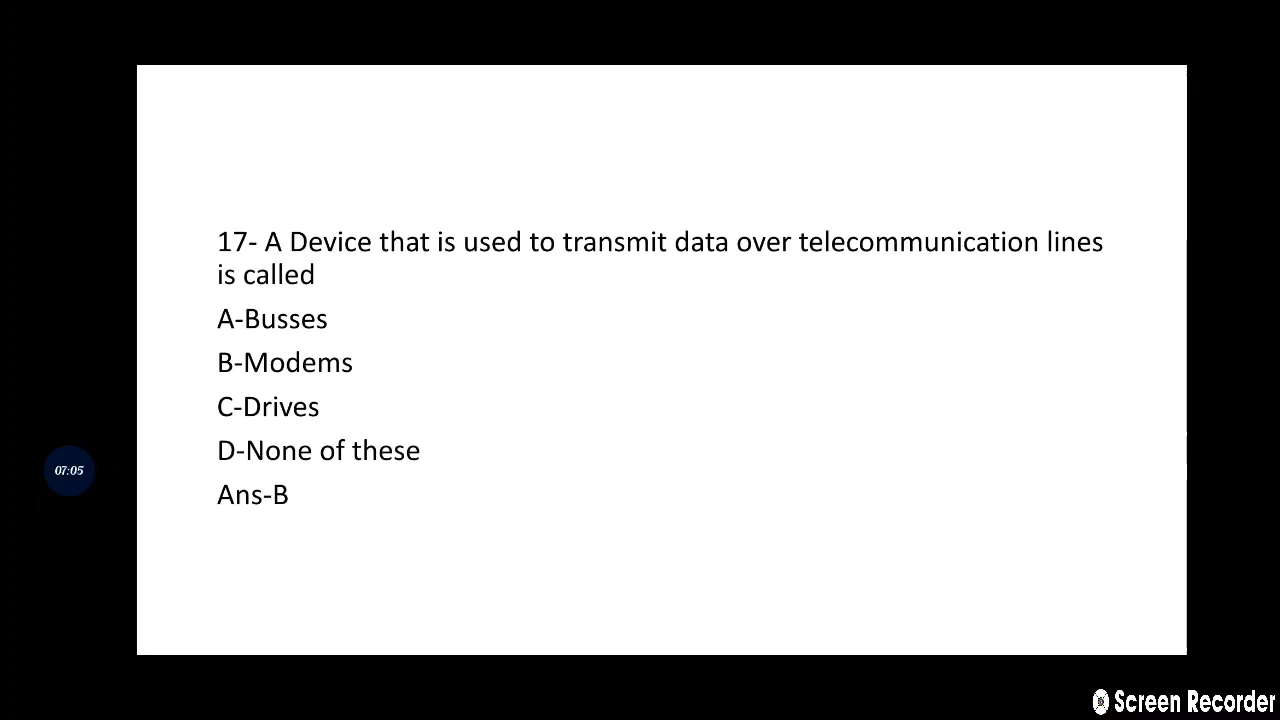 17- A Device that is used to transmit data over telecommunication lines
is called
A-Busses
B-Modems
C-Drives
D-None of these
Ans-B
07:05
Screen Recorder